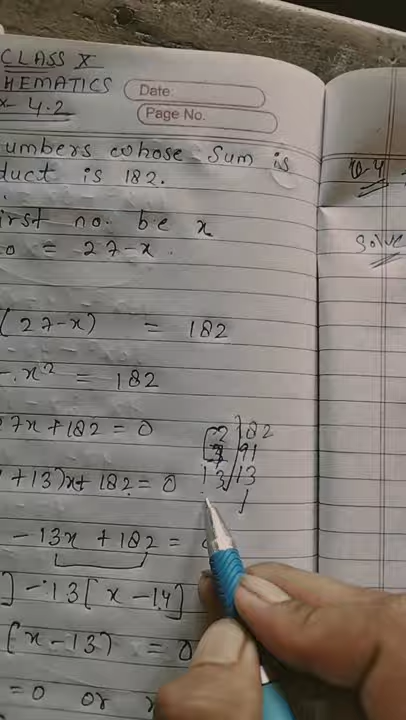 CLASS X
HEMATICS
4.2
Date:
Page No.
umbers whose Sum is
duct is 182.
irst no. be x
= 27-x.
(27-x) = 182
- x² = 182
7x + 182 = 0
+13)x + 182 = 0
2 182
91
13 13
1
- 13x + 182 =
] - 13[x - 14]
(x - 13) = 0
= 0 or
Q.4
Solve